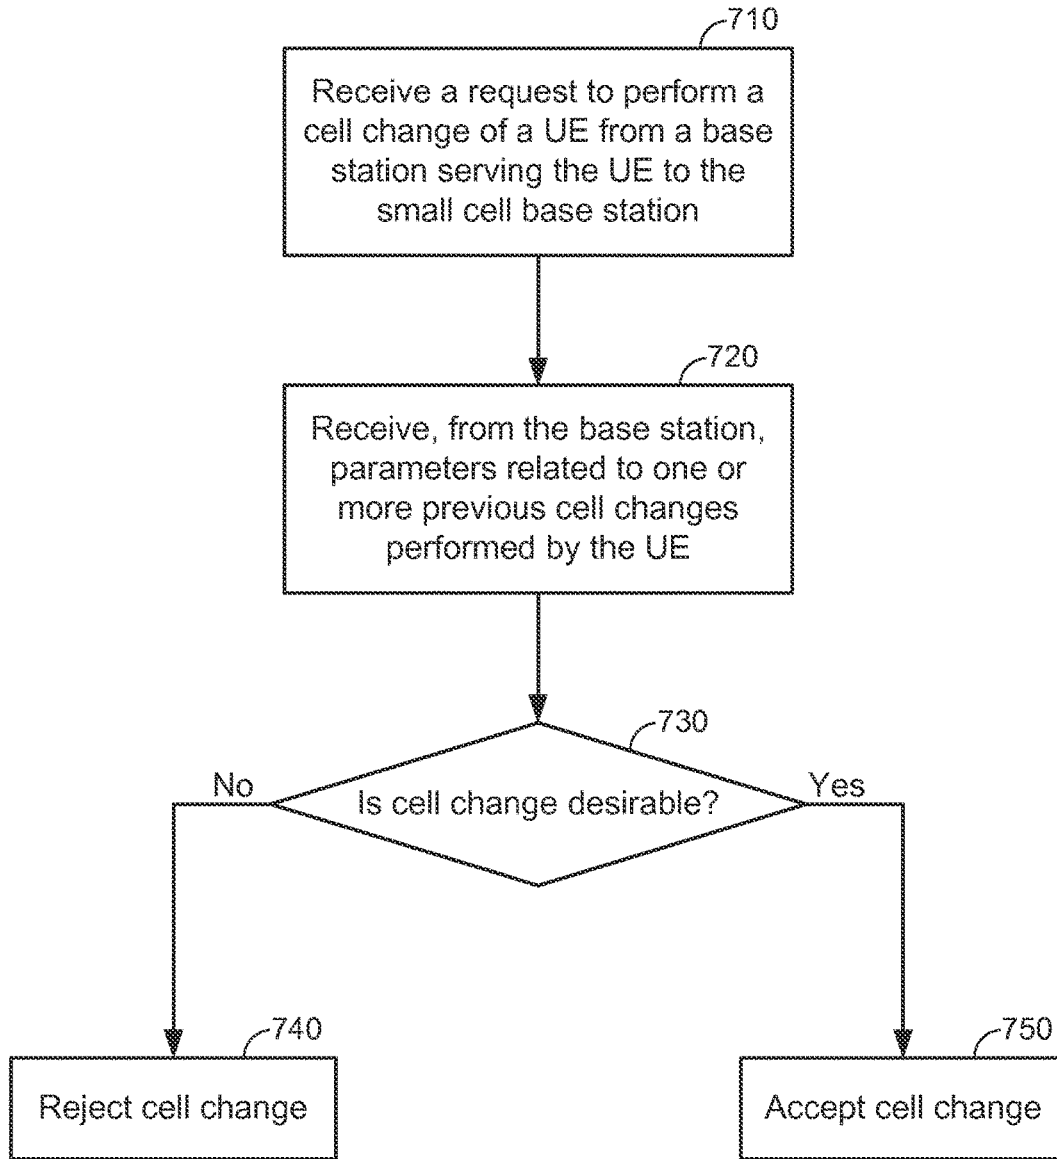 710
Receive a request to perform a
cell change of a UE from a base
station serving the UE to the
small cell base station
720
Receive, from the base station,
parameters related to one or
more previous cell changes
performed by the UE
730
No
Is cell change desirable?
Yes
740
Reject cell change
750
Accept cell change